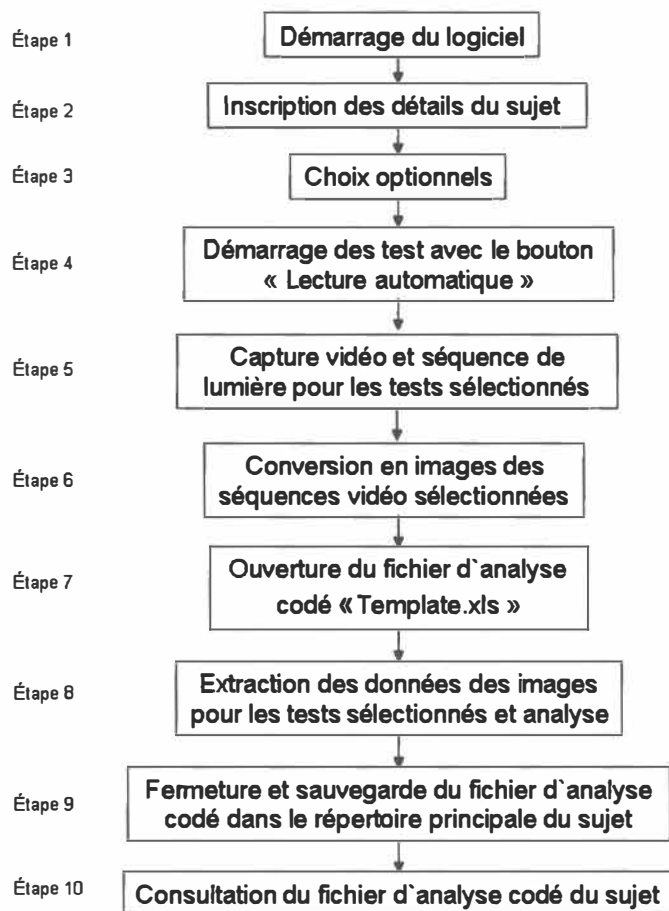 Étape 1 Démarrage du logiciel
Étape 2 Inscription des détails du sujet
Étape 3 Choix optionnels
Étape 4 Démarrage des test avec le bouton
« Lecture automatique »
Étape 5 Capture vidéo et séquence de
lumière pour les tests sélectionnés
Étape 6 Conversion en images des
séquences vidéo sélectionnées
Étape 7 Ouverture du fichier d`analyse
codé « Template.xls »
Étape 8 Extraction des données des images
pour les tests sélectionnés et analyse
Étape 9 Fermeture et sauvegarde du fichier d`analyse
codé dans le répertoire principale du sujet
Étape 10 Consultation du fichier d`analyse codé du sujet